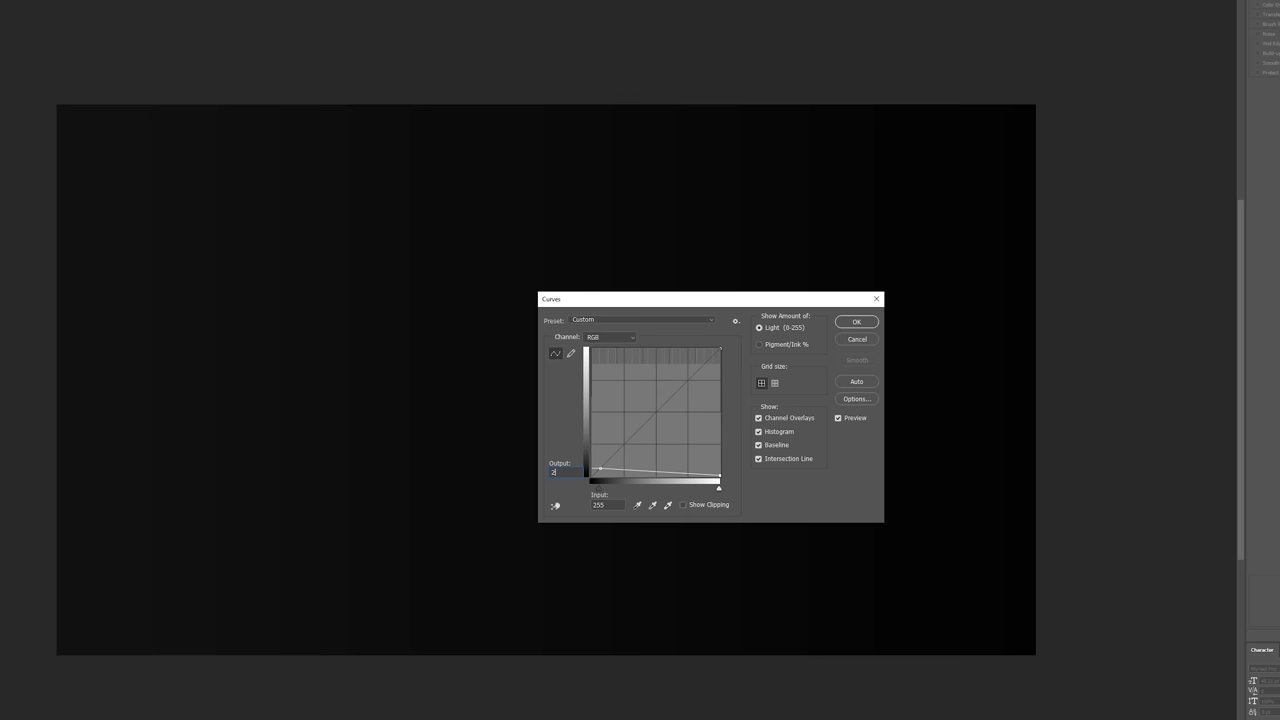 Curves
Preset: Custom
Channel: RGB
Output:
2
Input:
255
Show Clipping
Show Amount of:
Light (0-255)
Pigment/Ink %
Grid size:
Show:
Channel Overlays
Histogram
Baseline
Intersection Line
OK
Cancel
Smooth
Auto
Options...
Preview
Character